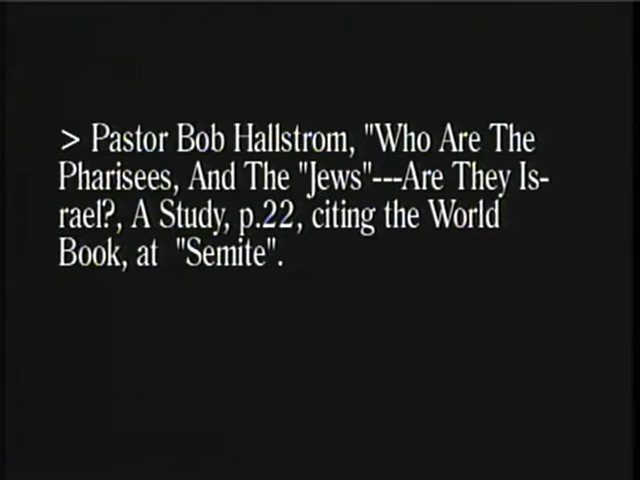 > Pastor Bob Hallstrom, "Who Are The
Pharisees, And The "Jews"---Are They Is-
rael?, A Study, p.22, citing the World
Book, at  "Semite".